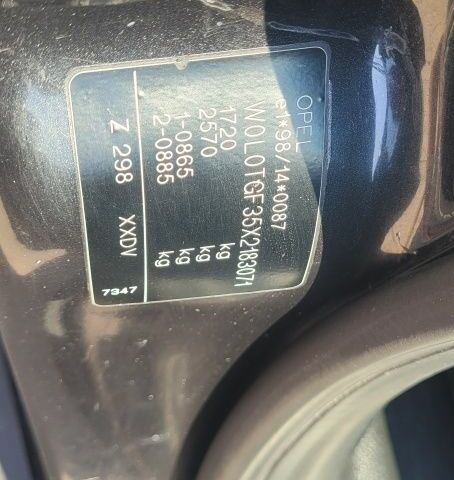 OPEL
e1*98/14*0087
W0L0TGF35X2183071
1720 kg
2570 kg
1-0865 kg
2-0885 kg
Z 298 XXDV
7347